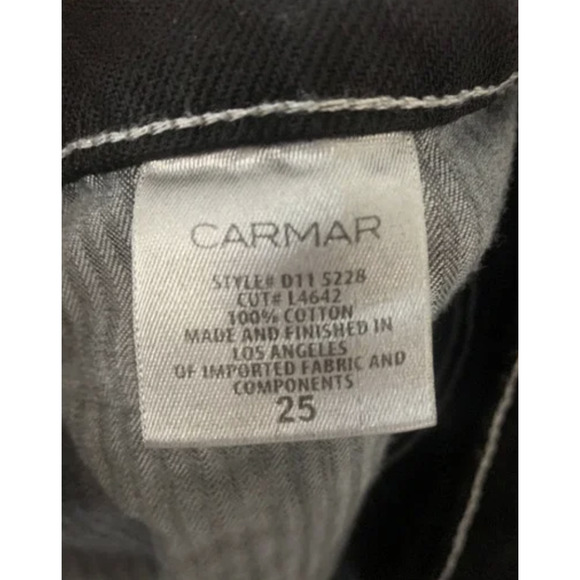 CARMAR
STYLE# D11 5228
CUT# L4642
100% COTTON
MADE AND FINISHED IN
LOS ANGELES
OF IMPORTED FABRIC AND
COMPONENTS
25